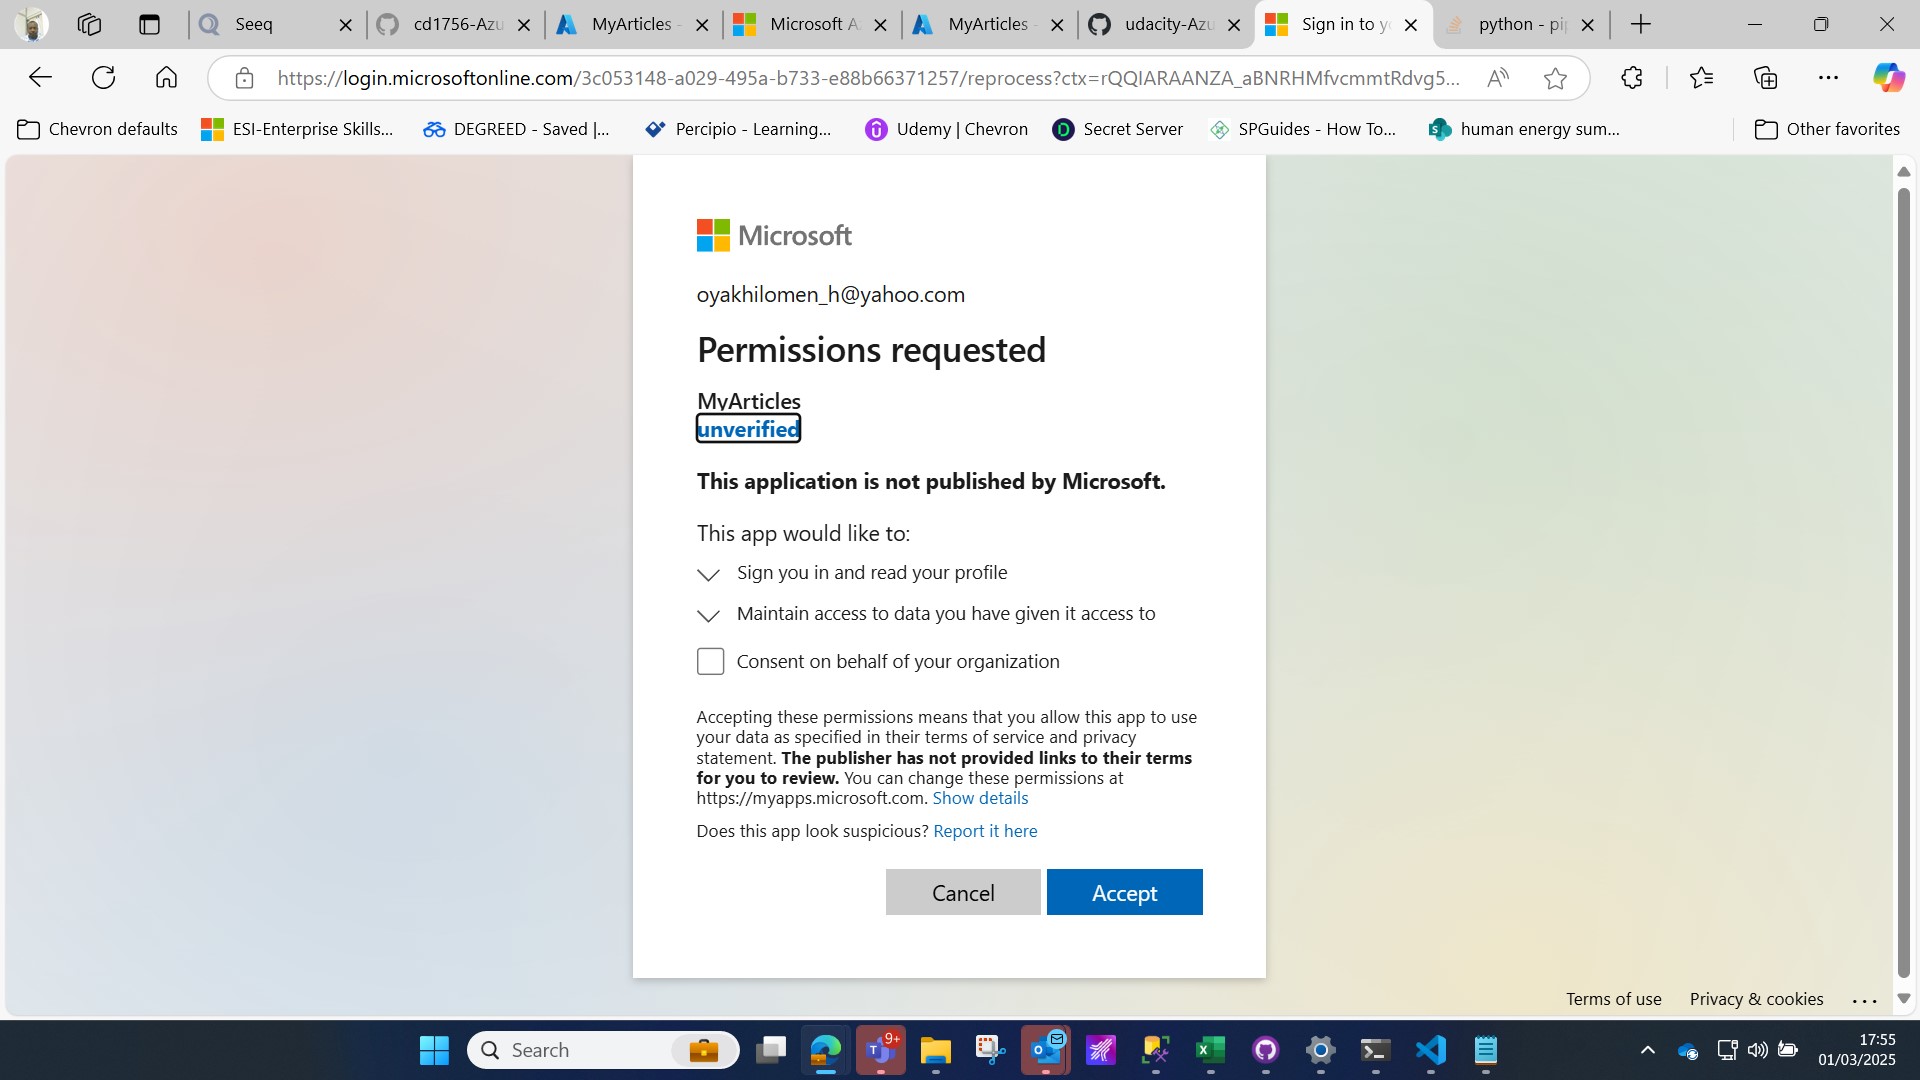 Seeq
cd1756-Azu
MyArticles -
Microsoft A
MyArticles -
udacity-Azu
Sign in to y
python - pip
https://login.microsoftonline.com/3c053148-a029-495a-b733-e88b66371257/reprocess?ctx=rQQIARAANZA_aBNRHMfvcmmtRdvg5...
Chevron defaults
ESI-Enterprise Skills...
DEGREED - Saved |...
Percipio - Learning...
Udemy | Chevron
Secret Server
SPGuides - How To...
human energy sum...
Other favorites
Microsoft
oyakhilomen_h@yahoo.com
Permissions requested
MyArticles
unverified
This application is not published by Microsoft.
This app would like to:
Sign you in and read your profile
Maintain access to data you have given it access to
Consent on behalf of your organization
Accepting these permissions means that you allow this app to use
your data as specified in their terms of service and privacy
statement. The publisher has not provided links to their terms
for you to review. You can change these permissions at
https://myapps.microsoft.com. Show details
Does this app look suspicious? Report it here
Cancel
Accept
Terms of use
Privacy & cookies
...
Search
9+
17:55
01/03/2025